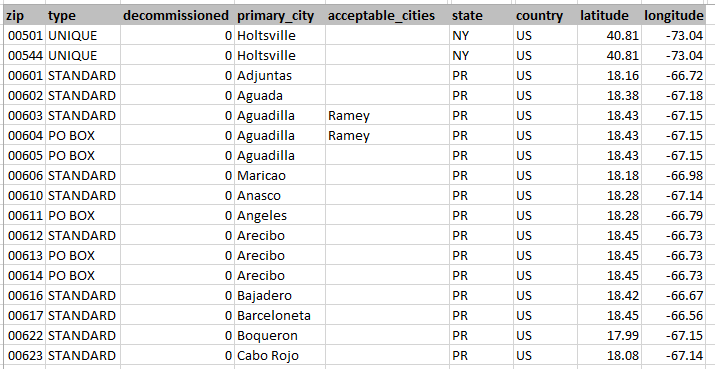 zip type decommissioned primary_city acceptable_cities state country latitude longitude
00501 UNIQUE 0 Holtsville NY US 40.81 -73.04
00544 UNIQUE 0 Holtsville NY US 40.81 -73.04
00601 STANDARD 0 Adjuntas PR US 18.16 -66.72
00602 STANDARD 0 Aguada PR US 18.38 -67.18
00603 STANDARD 0 Aguadilla Ramey PR US 18.43 -67.15
00604 PO BOX 0 Aguadilla Ramey PR US 18.43 -67.15
00605 PO BOX 0 Aguadilla PR US 18.43 -67.15
00606 STANDARD 0 Maricao PR US 18.18 -66.98
00610 STANDARD 0 Anasco PR US 18.28 -67.14
00611 PO BOX 0 Angeles PR US 18.28 -66.79
00612 STANDARD 0 Arecibo PR US 18.45 -66.73
00613 PO BOX 0 Arecibo PR US 18.45 -66.73
00614 PO BOX 0 Arecibo PR US 18.45 -66.73
00616 STANDARD 0 Bajadero PR US 18.42 -66.67
00617 STANDARD 0 Barceloneta PR US 18.45 -66.56
00622 STANDARD 0 Boqueron PR US 17.99 -67.15
00623 STANDARD 0 Cabo Rojo PR US 18.08 -67.14